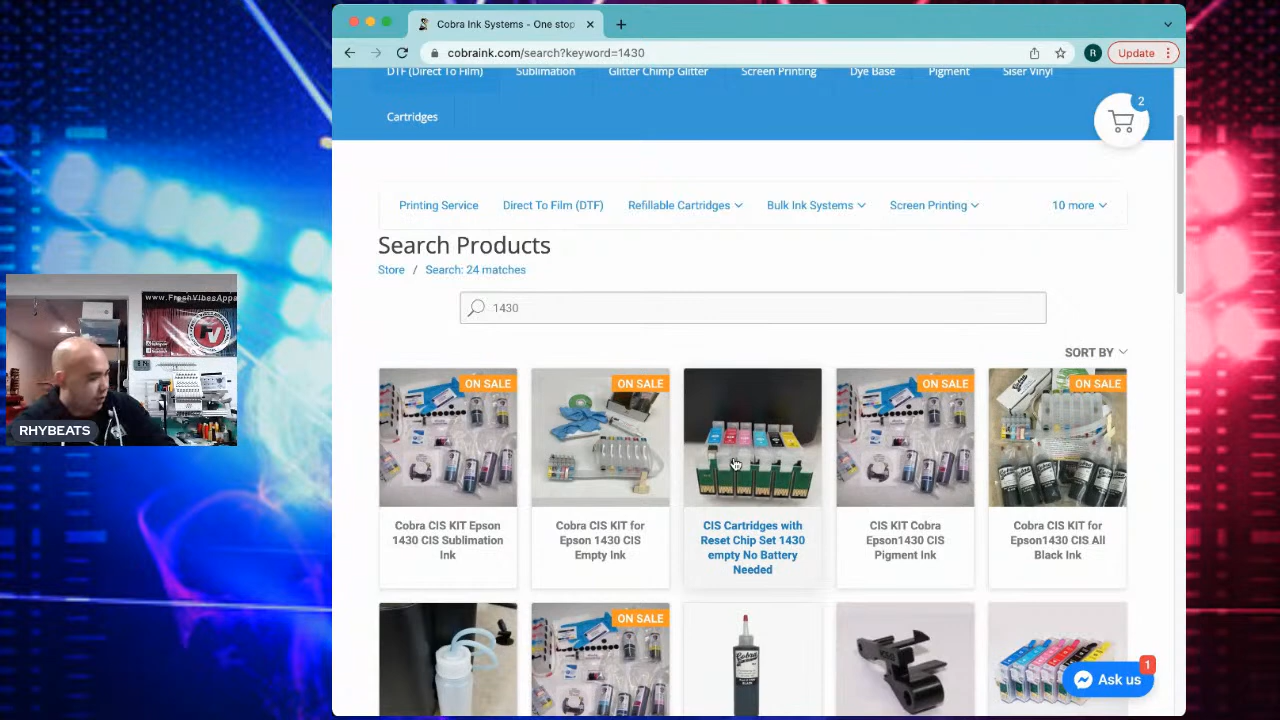 Cobra Ink Systems - One stop
cobraink.com/search?keyword=1430
R
Update
DTF (Direct To Film)
Sublimation
Glitter Chimp Glitter
Screen Printing
Dye Base
Pigment
Siser Vinyl
Cartridges
2
Printing Service
Direct To Film (DTF)
Refillable Cartridges
Bulk Ink Systems
Screen Printing
10 more
Search Products
Store / Search: 24 matches
1430
SORT BY
ON SALE
ON SALE
ON SALE
ON SALE
Cobra CIS KIT Epson
1430 CIS Sublimation
Ink
Cobra CIS KIT for
Epson 1430 CIS
Empty Ink
CIS Cartridges with
Reset Chip Set 1430
empty No Battery
Needed
CIS KIT Cobra
Epson1430 CIS
Pigment Ink
Cobra CIS KIT for
Epson1430 CIS All
Black Ink
ON SALE
Cobra
1
Ask us
www.FreshVibesAppa
FV
RHYBEATS